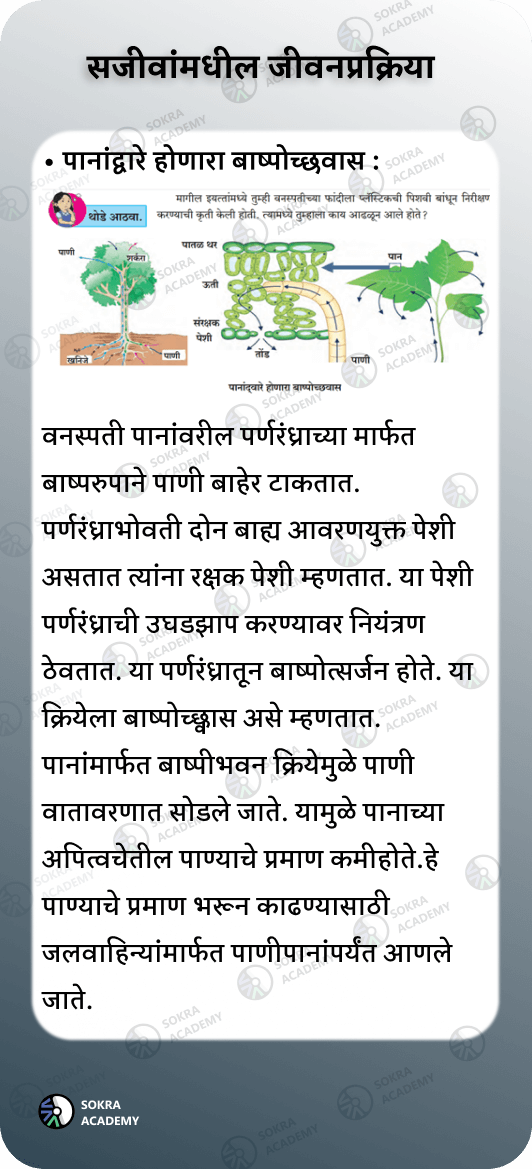 सजीवांमधील जीवनप्रक्रिया
• पानांद्वारे होणारा बाष्पोच्छवास :
मागील इयत्तांमध्ये तुम्ही वनस्पतीच्या फांदीला प्लॅस्टिकची पिशवी बांधून निरीक्षण
थोडे आठवा.
करण्याची कृती केली होती. त्यामध्ये तुम्हाला काय आढळून आले होते ?
पाणी
शर्करा
खनिजे
पाणी
पातळ थर
ऊती
संरक्षक
पेशी
तोंड
पाणी
पान
पानांद्वारे होणारा बाष्पोच्छवास
वनस्पती पानांवरील पर्णरंध्राच्या मार्फत
बाष्परुपाने पाणी बाहेर टाकतात.
पर्णरंध्राभोवती दोन बाह्य आवरणयुक्त पेशी
असतात त्यांना रक्षक पेशी म्हणतात. या पेशी
पर्णरंध्राची उघडझाप करण्यावर नियंत्रण
ठेवतात. या पर्णरंध्रातून बाष्पोत्सर्जन होते. या
क्रियेला बाष्पोच्छ्वास असे म्हणतात.
पानांमार्फत बाष्पीभवन क्रियेमुळे पाणी
वातावरणात सोडले जाते. यामुळे पानाच्या
अपित्वचेतील पाण्याचे प्रमाण कमीहोते.हे
पाण्याचे प्रमाण भरून काढण्यासाठी
जलवाहिन्यांमार्फत पाणीपानांपर्यंत आणले
जाते.
SOKRA
ACADEMY